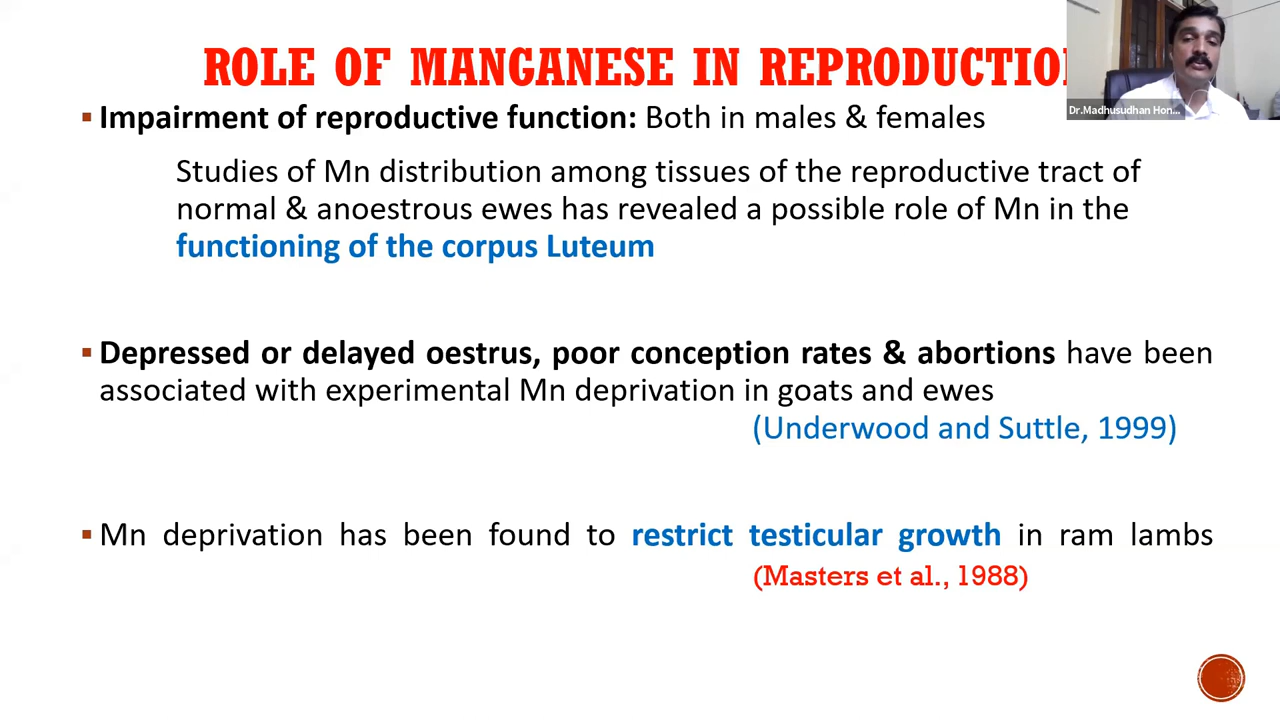 ROLE OF MANGANESE IN REPRODUCTIO
Dr.Madhusudhan Hon...
▪ Impairment of reproductive function: Both in males & females
Studies of Mn distribution among tissues of the reproductive tract of
normal & anoestrous ewes has revealed a possible role of Mn in the
functioning of the corpus Luteum
▪ Depressed or delayed oestrus, poor conception rates & abortions have been
associated with experimental Mn deprivation in goats and ewes
(Underwood and Suttle, 1999)
▪ Mn deprivation has been found to restrict testicular growth in ram lambs
(Masters et al., 1988)